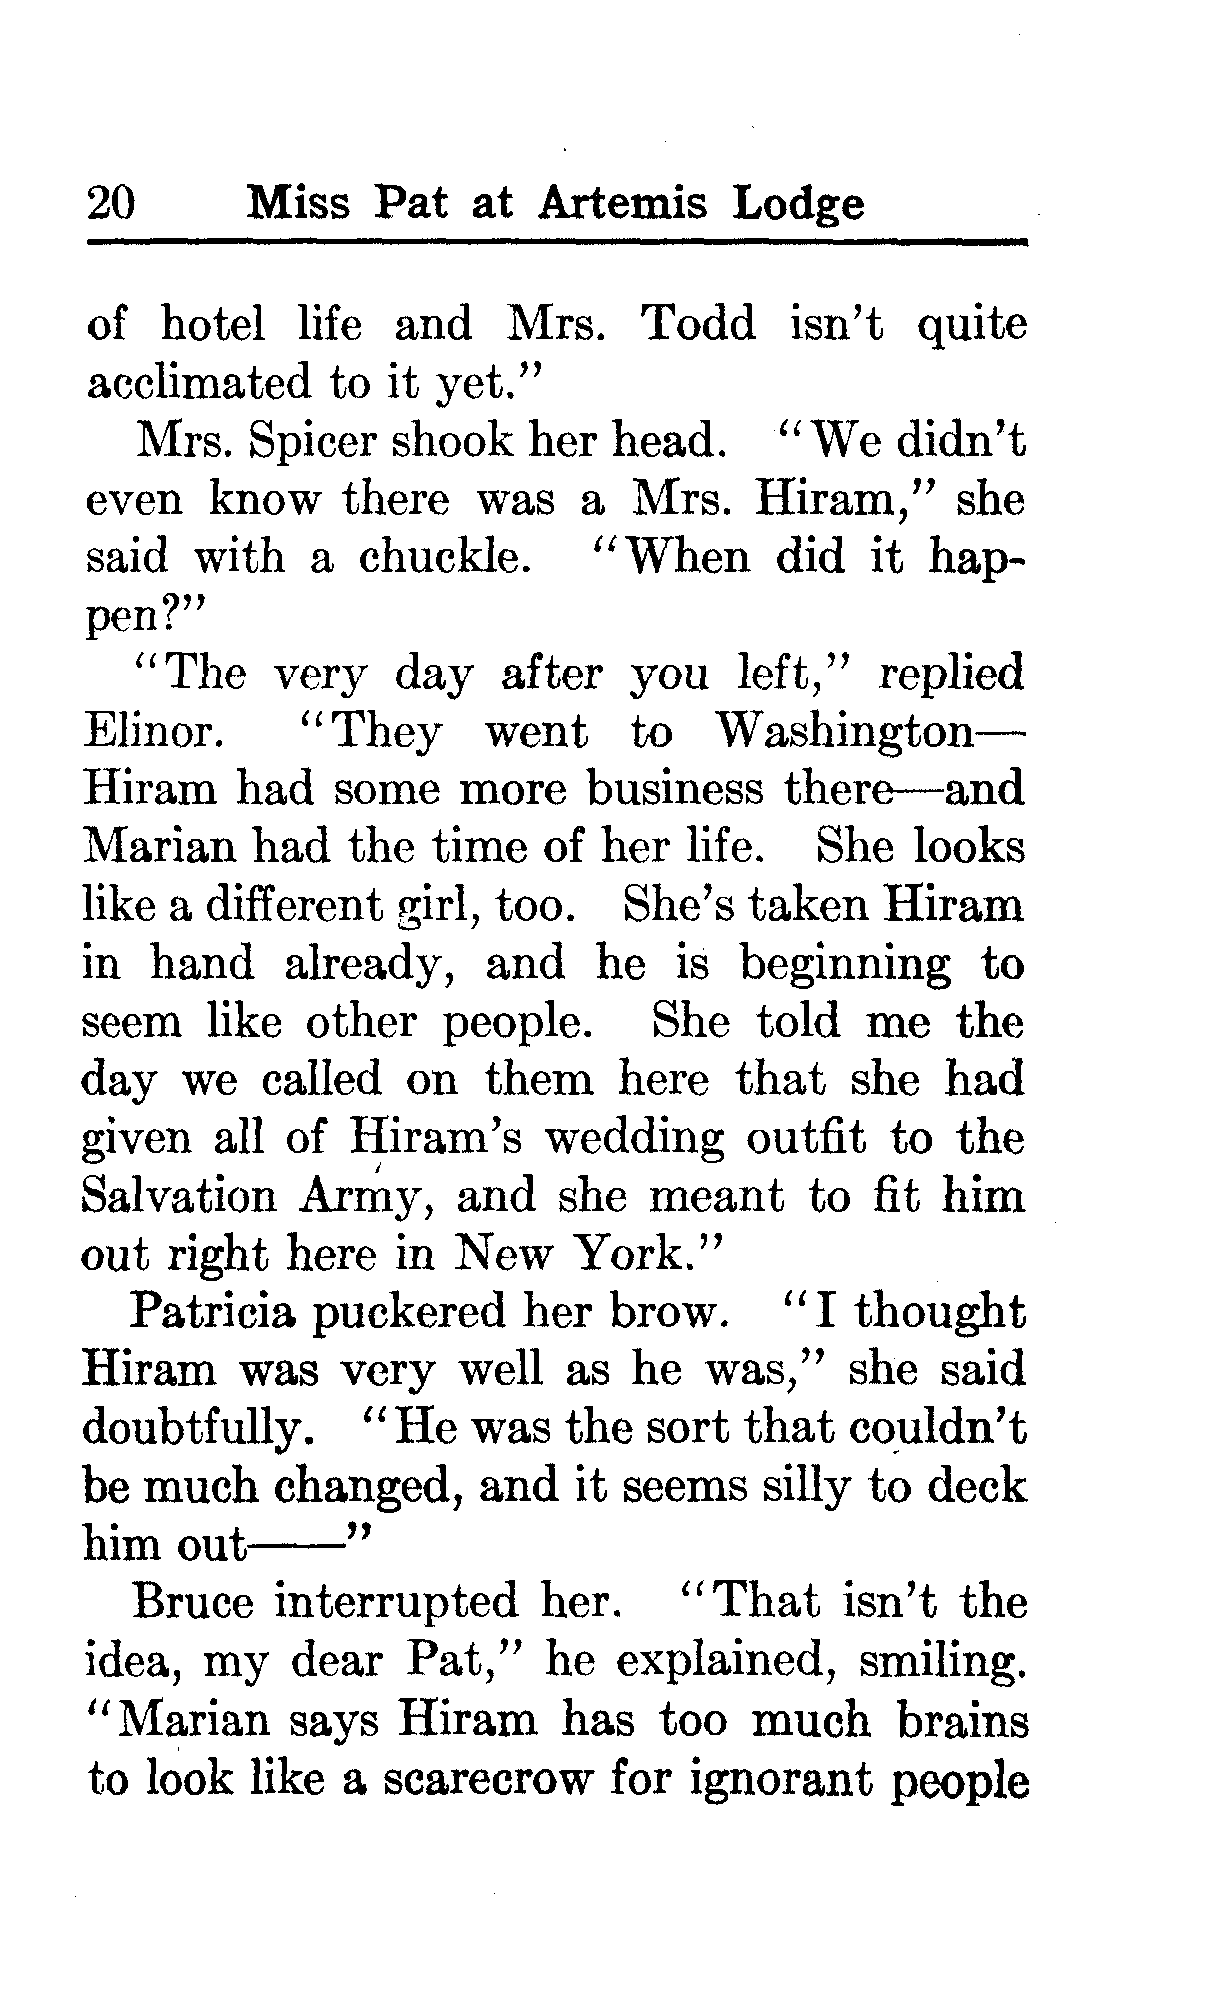 20 Miss Pat at Artemis Lodge
of hotel life and Mrs. Todd isn't quite
acclimated to it yet."
Mrs. Spicer shook her head. "We didn't
even know there was a Mrs. Hiram," she
said with a chuckle. "When did it hap-
pen?"
"The very day after you left," replied
Elinor. "They went to Washington—
Hiram had some more business there—and
Marian had the time of her life. She looks
like a different girl, too. She's taken Hiram
in hand already, and he is beginning to
seem like other people. She told me the
day we called on them here that she had
given all of Hiram's wedding outfit to the
Salvation Army, and she meant to fit him
out right here in New York."
Patricia puckered her brow. "I thought
Hiram was very well as he was," she said
doubtfully. "He was the sort that couldn't
be much changed, and it seems silly to deck
him out——"
Bruce interrupted her. "That isn't the
idea, my dear Pat," he explained, smiling.
"Marian says Hiram has too much brains
to look like a scarecrow for ignorant people